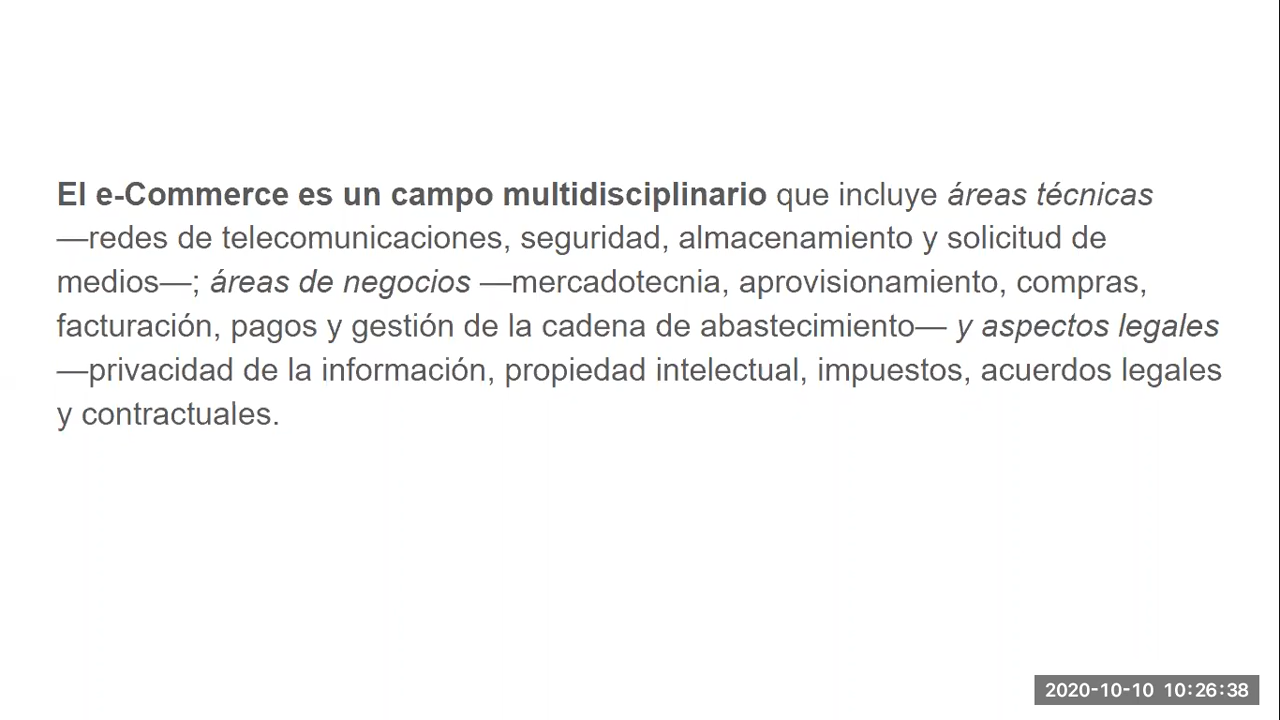 El e-Commerce es un campo multidisciplinario que incluye áreas técnicas
—redes de telecomunicaciones, seguridad, almacenamiento y solicitud de
medios—; áreas de negocios —mercadotecnia, aprovisionamiento, compras,
facturación, pagos y gestión de la cadena de abastecimiento— y aspectos legales
—privacidad de la información, propiedad intelectual, impuestos, acuerdos legales
y contractuales.
2020-10-10 10:26:38